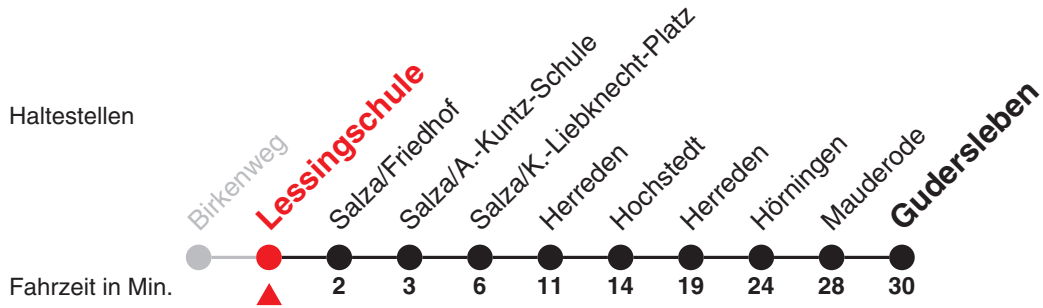 Haltestellen
Birkenweg
Lessingschule
Salza/Friedhof
Salza/A.-Kuntz-Schule
Salza/K.-Liebknecht-Platz
Herreden
Hochstedt
Herreden
Hörningen
Mauderode
Gudersleben
Fahrzeit in Min. 2 3 6 11 14 19 24 28 30